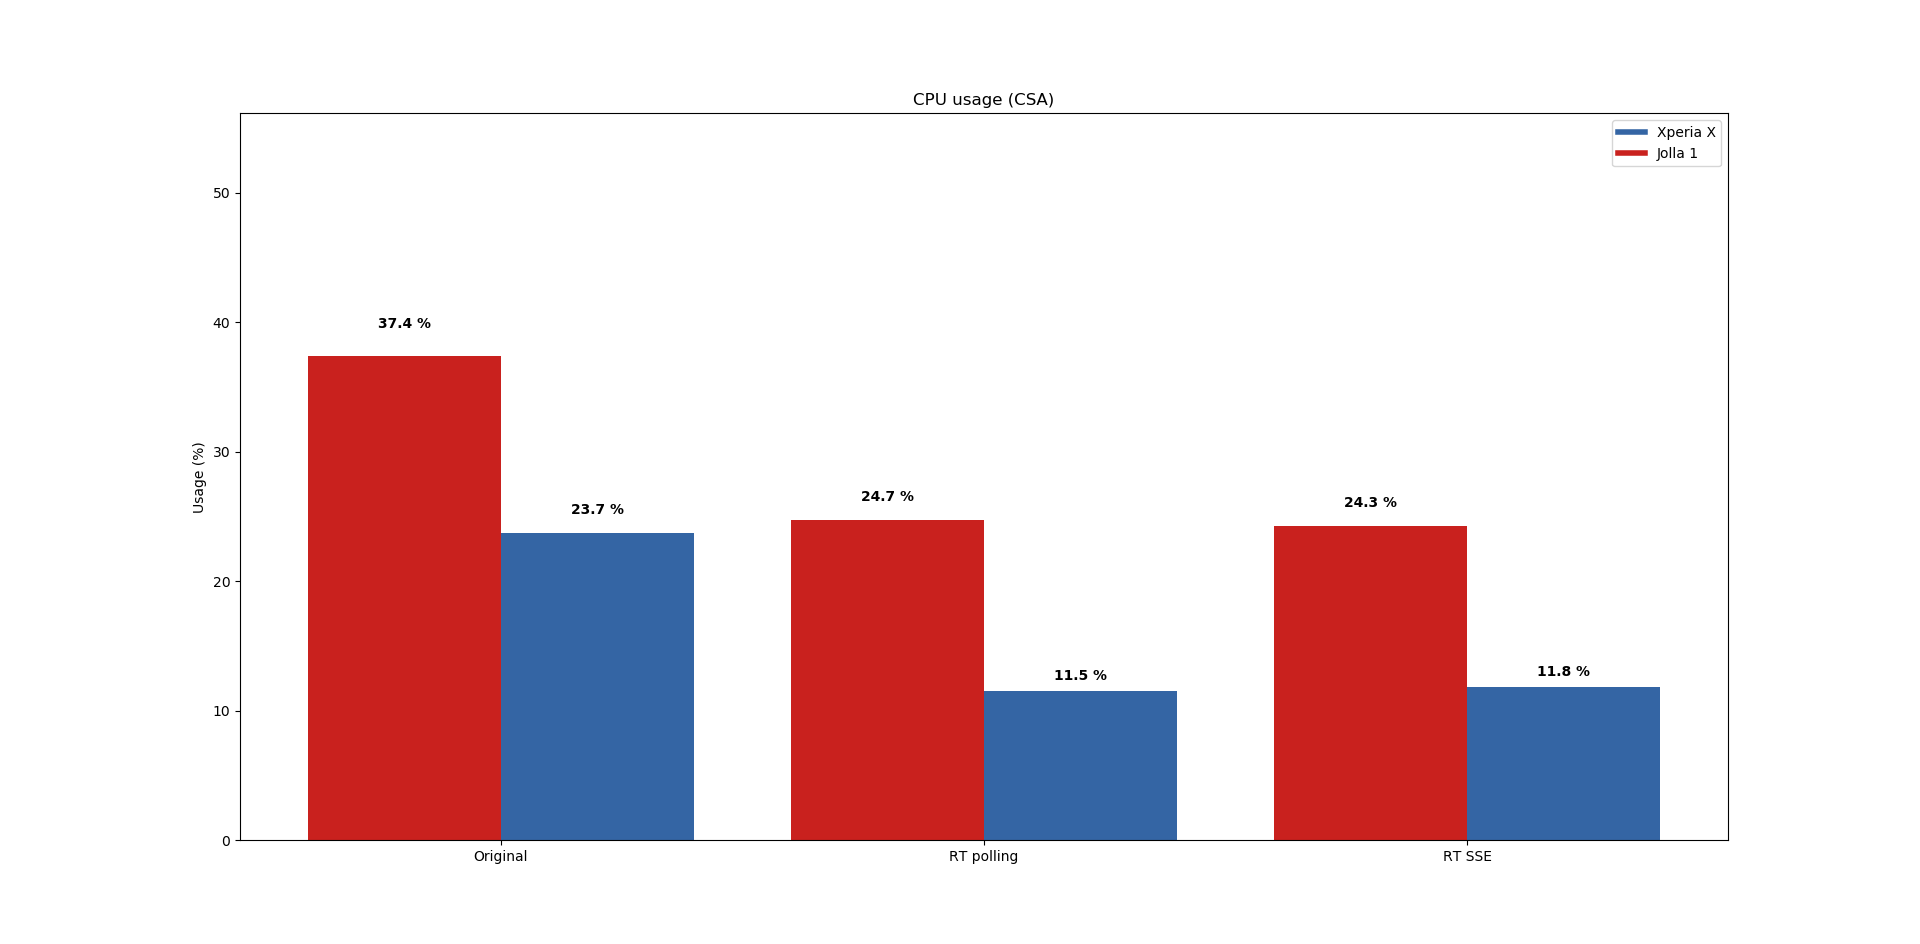 CPU usage (CSA)
Xperia X
Jolla 1
Usage (%)
50
40
30
20
10
0
37.4 %
23.7 %
24.7 %
11.5 %
24.3 %
11.8 %
Original
RT polling
RT SSE